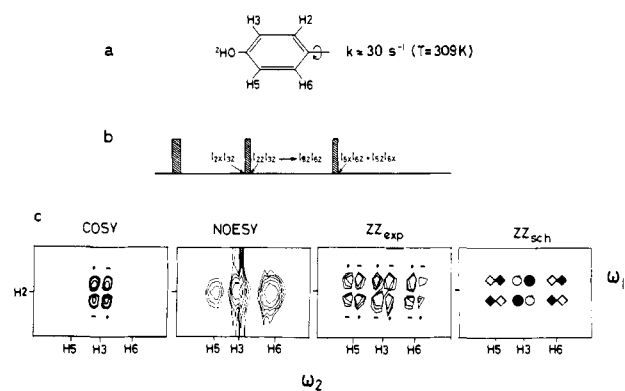 H3 H2
a ²HO k ≈ 30 s⁻¹ (T=309K)
H5 H6
b
I2xI3z I2zI3z → I5zI6z I5xI6z + I5zI6x
c
COSY NOESY ZZexp ZZsch
H2 ω1
H5 H3 H6 H5 H3 H6 H5 H3 H6 H5 H3 H6
ω2